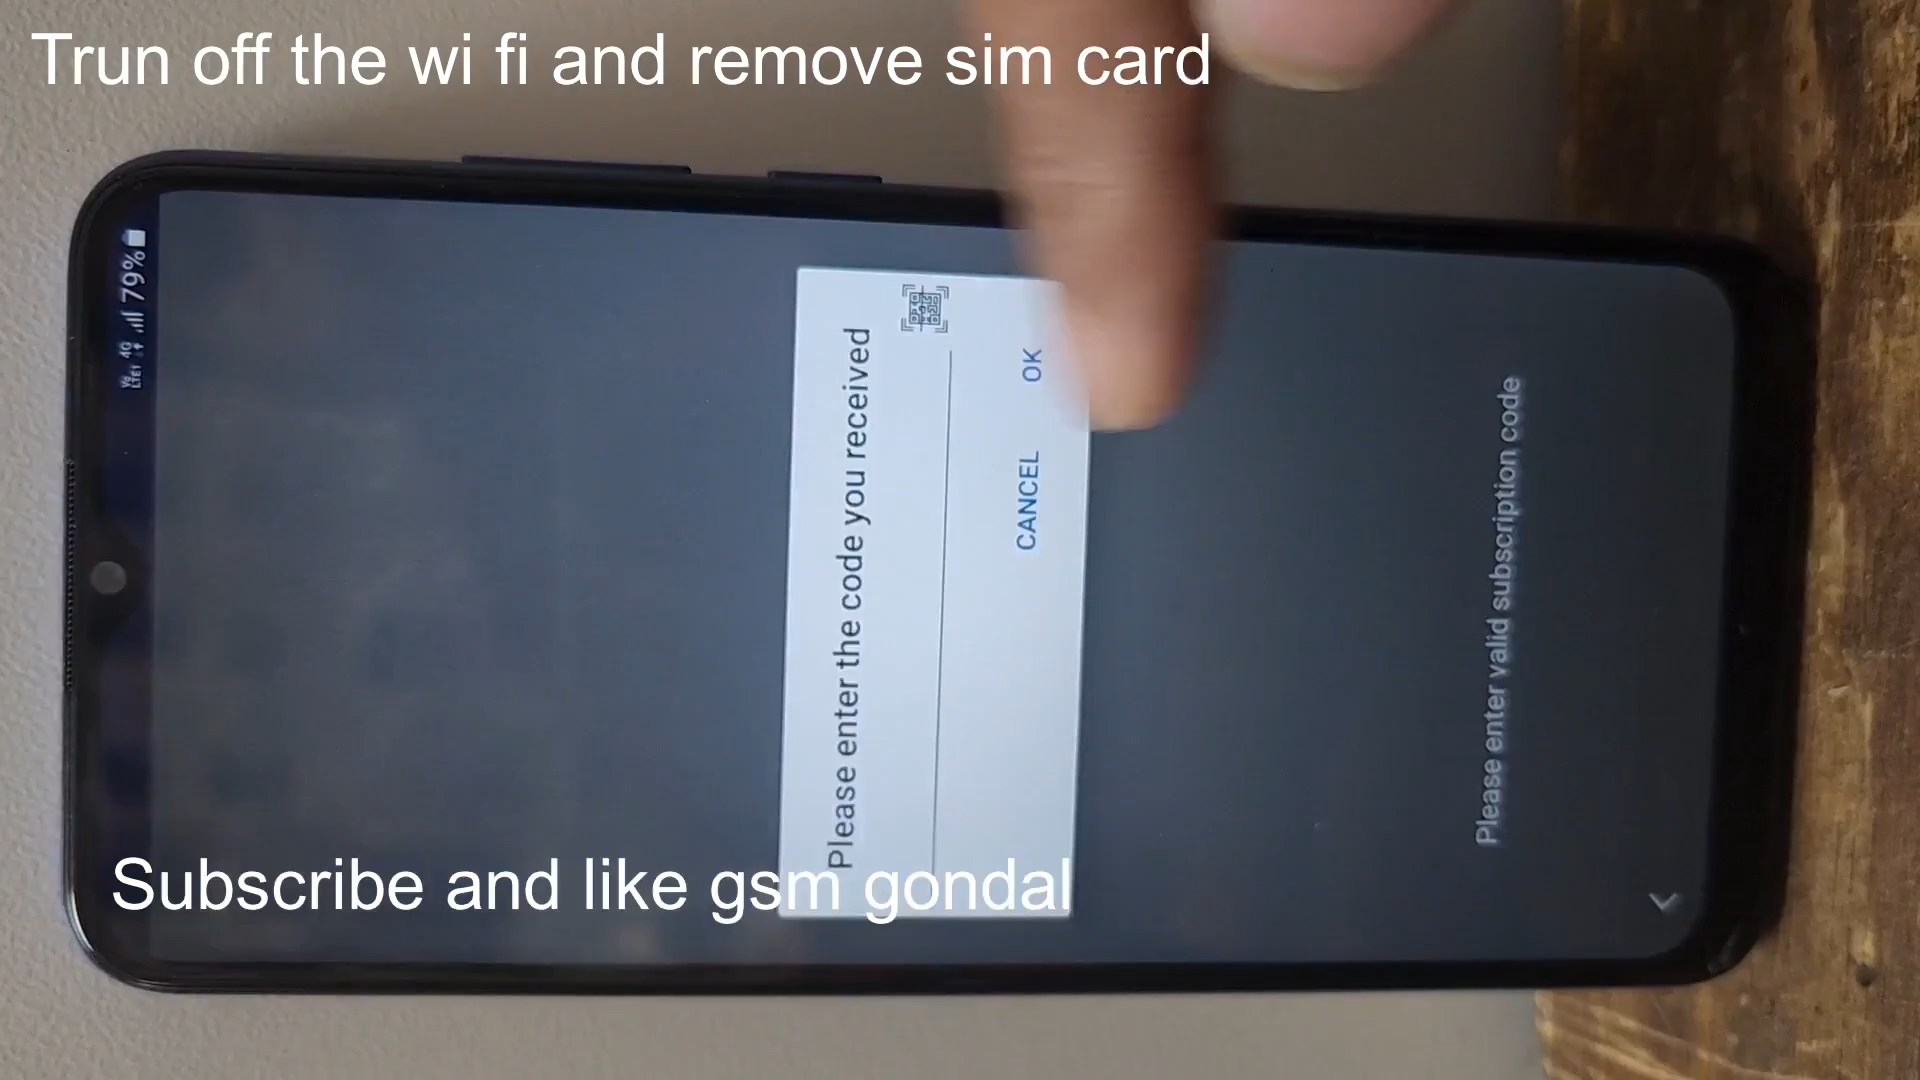 Trun off the wi fi and remove sim card
79%
Please enter the code you received
CANCEL OK
Please enter valid subscription code
Subscribe and like gsm gondal